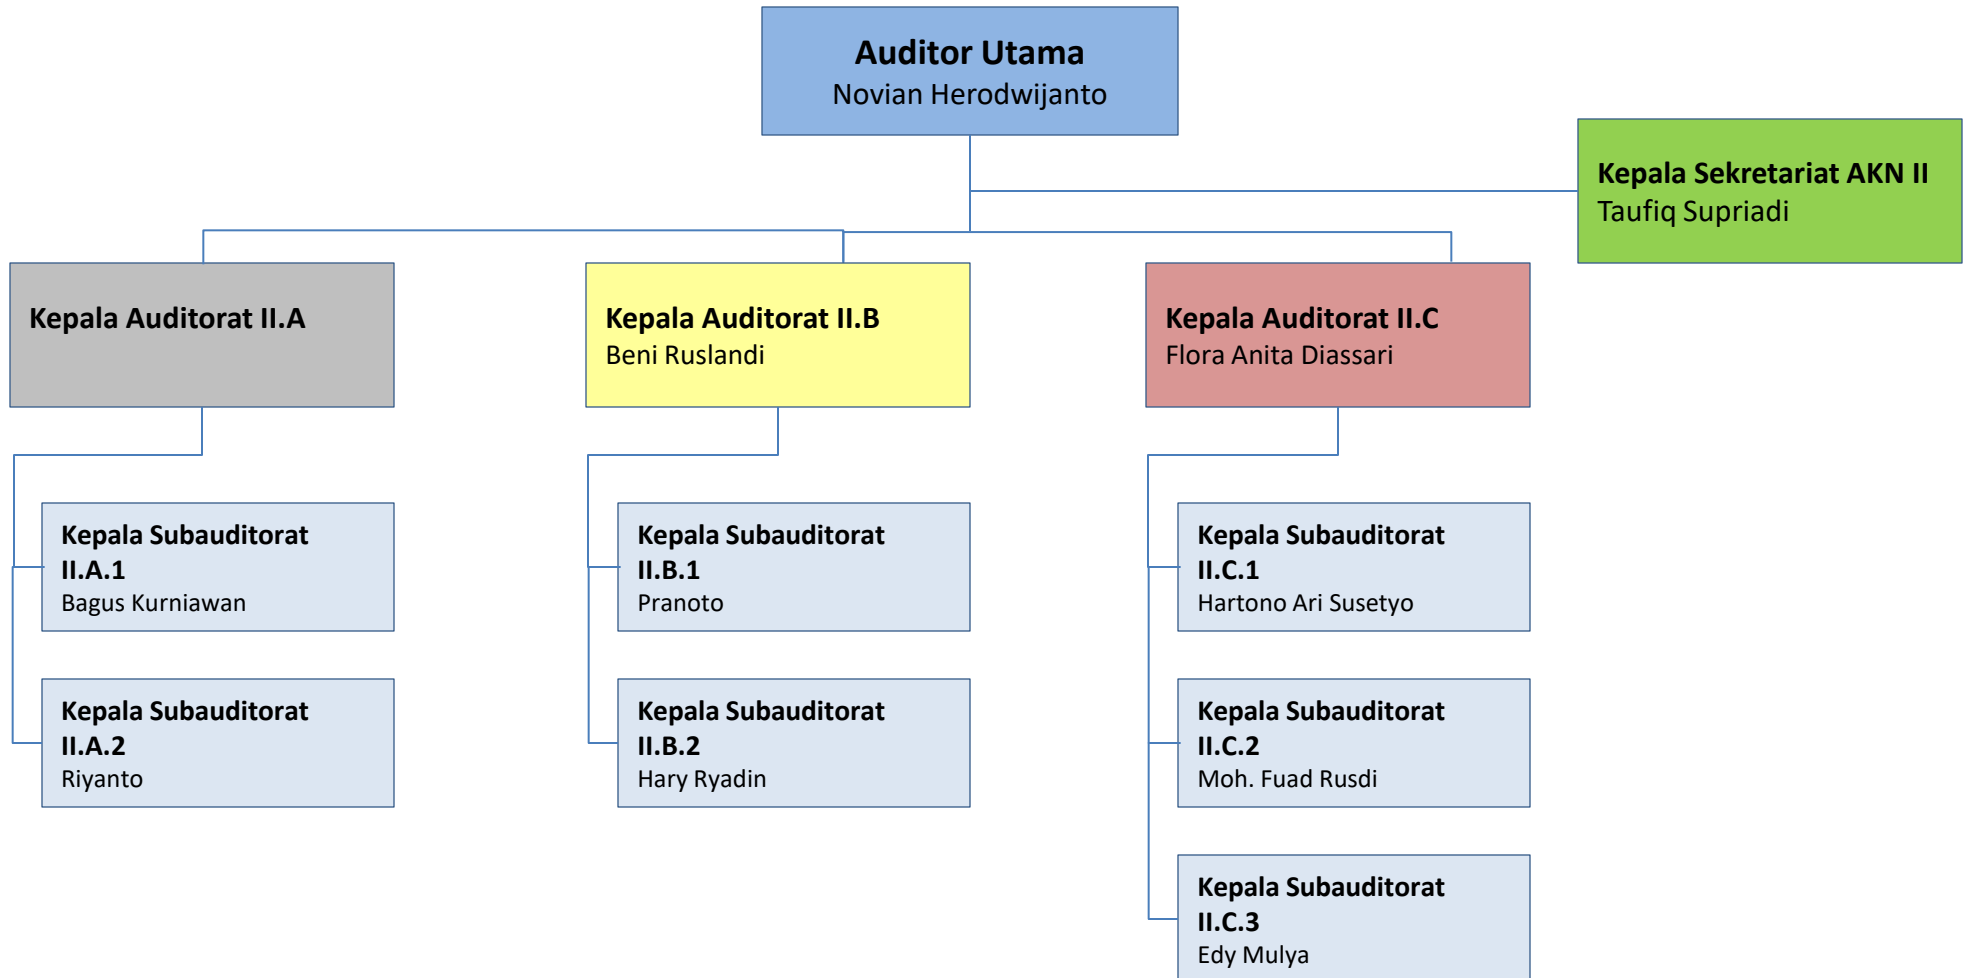 Auditor Utama
Novian Herodwijanto
Kepala Sekretariat AKN II
Taufiq Supriadi
Kepala Auditorat II.A
Kepala Auditorat II.B
Beni Ruslandi
Kepala Auditorat II.C
Flora Anita Diassari
Kepala Subauditorat
II.A.1
Bagus Kurniawan
Kepala Subauditorat
II.B.1
Pranoto
Kepala Subauditorat
II.C.1
Hartono Ari Susetyo
Kepala Subauditorat
II.A.2
Riyanto
Kepala Subauditorat
II.B.2
Hary Ryadin
Kepala Subauditorat
II.C.2
Moh. Fuad Rusdi
Kepala Subauditorat
II.C.3
Edy Mulya